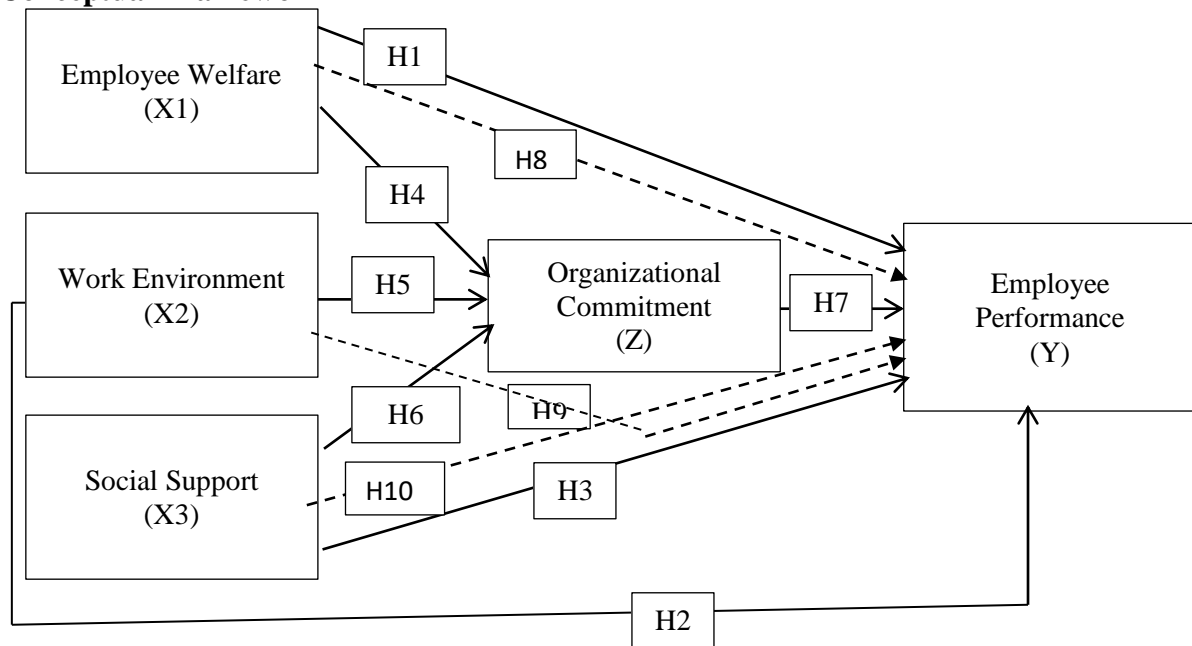 H1
Employee Welfare
(X1)
H8
H4
Work Environment
(X2)
H5
Organizational
Commitment
(Z)
H7
Employee
Performance
(Y)
H6
H9
Social Support
(X3)
H10
H3
H2